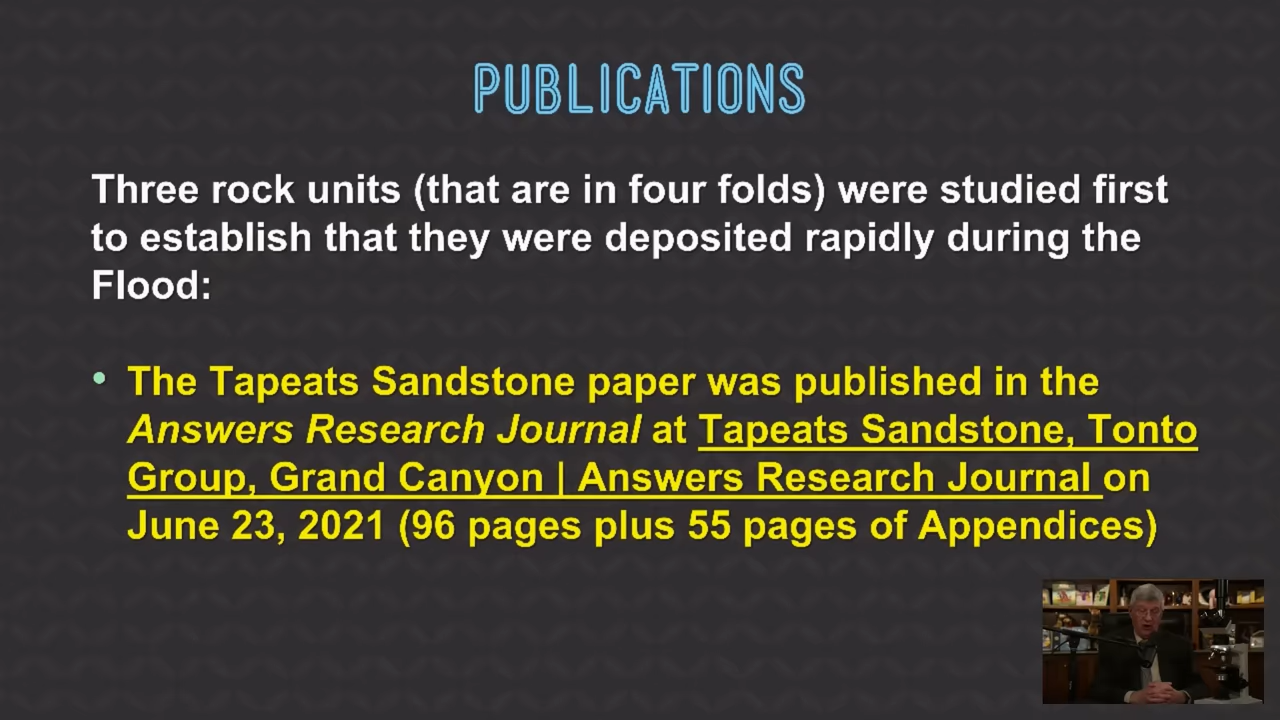 PUBLICATIONS
Three rock units (that are in four folds) were studied first
to establish that they were deposited rapidly during the
Flood:
• The Tapeats Sandstone paper was published in the
Answers Research Journal at Tapeats Sandstone, Tonto
Group, Grand Canyon | Answers Research Journal on
June 23, 2021 (96 pages plus 55 pages of Appendices)